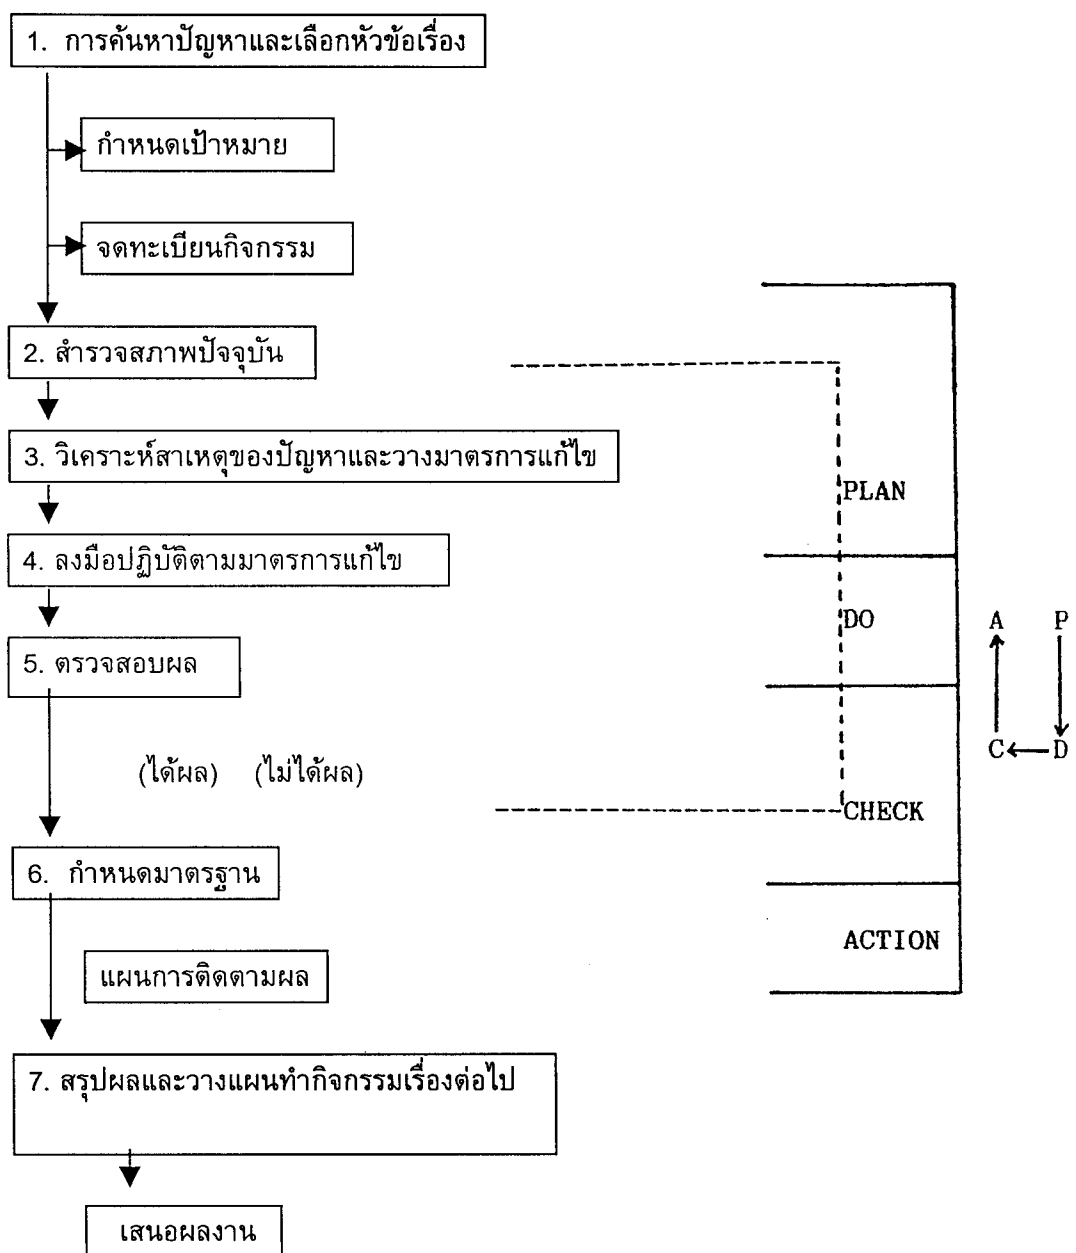 1. การค้นหาปัญหาและเลือกหัวข้อเรื่อง
กำหนดเป้าหมาย
จดทะเบียนกิจกรรม
2. สำรวจสภาพปัจจุบัน
3. วิเคราะห์สาเหตุของปัญหาและวางมาตรการแก้ไข
4. ลงมือปฏิบัติตามมาตรการแก้ไข
5. ตรวจสอบผล
(ได้ผล) (ไม่ได้ผล)
6. กำหนดมาตรฐาน
แผนการติดตามผล
7. สรุปผลและวางแผนทำกิจกรรมเรื่องต่อไป
เสนอผลงาน
PLAN
DO
CHECK
ACTION
A P
C D